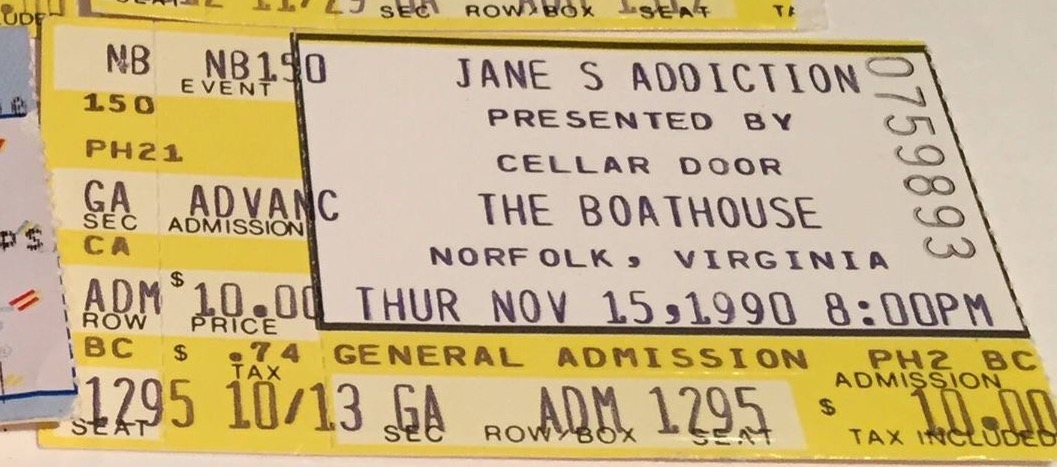 UDE
SEC ROW/BOX SEAT
NB NB150
EVENT
150
PH21
GA ADVANC
SEC ADMISSION
CA
ADM $10.00
ROW PRICE
BC $ .74
TAX
1295 10/13
SEAT
JANE S ADDICTION
PRESENTED BY
CELLAR DOOR
THE BOATHOUSE
NORFOLK, VIRGINIA
THUR NOV 15,1990 8:00PM
0759893
GENERAL ADMISSION PH2 BC
ADMISSION
GA ADM 1295 $ 10.00
SEC ROW/BOX SEAT TAX INCLUDED